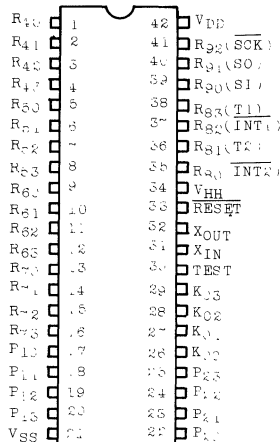 R40 1 42 VDD
R41 2 41 R92(SCK)
R42 3 40 R91(SO)
R43 4 39 R90(SI)
R50 5 38 R83(T1)
R51 6 37 R82(INT1)
R52 7 36 R81(T2)
R53 8 35 R80(INT2)
R60 9 34 VHH
R61 10 33 RESET
R62 11 32 XOUT
R63 12 31 XIN
R70 13 30 TEST
R71 14 29 K03
R72 15 28 K02
R73 16 27 K01
P10 17 26 K00
P11 18 25 P23
P12 19 24 P22
P13 20 23 P21
VSS 21 22 P20